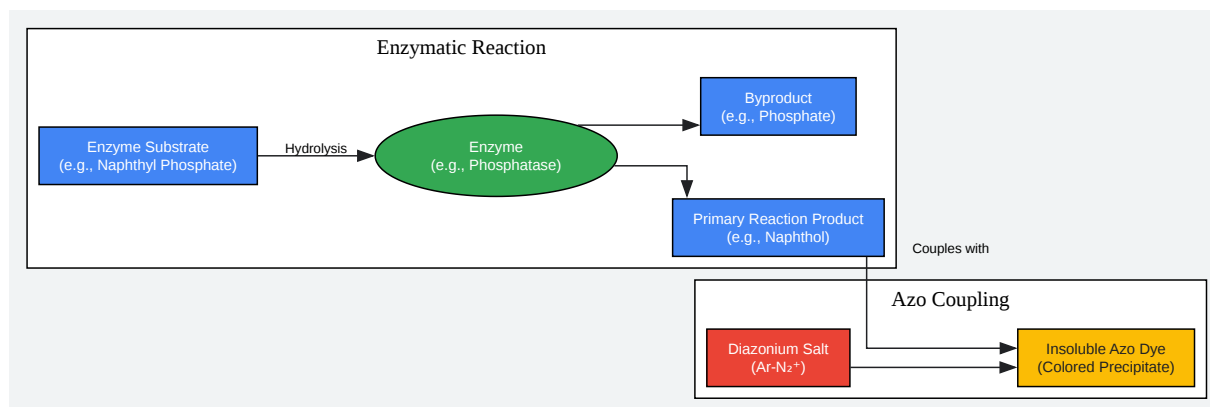 Enzymatic Reaction
Enzyme Substrate
(e.g., Naphthyl Phosphate)
Hydrolysis
Enzyme
(e.g., Phosphatase)
Byproduct
(e.g., Phosphate)
Primary Reaction Product
(e.g., Naphthol)
Couples with
Azo Coupling
Diazonium Salt
(Ar-N₂⁺)
Insoluble Azo Dye
(Colored Precipitate)